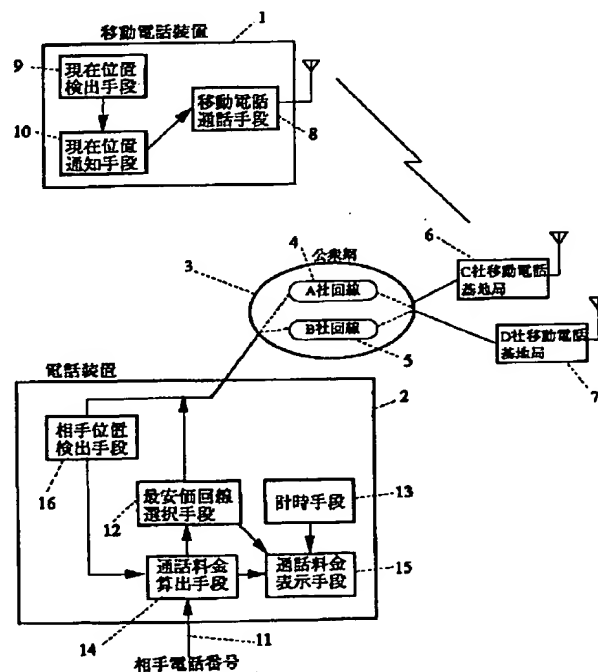 移動電話装置
1
9
現在位置
検出手段
移動電話
通話手段
8
10
現在位置
通知手段
公衆網
3
4
A社回線
B社回線
5
6
C社移動電話
基地局
D社移動電話
基地局
7
電話装置
2
相手位置
検出手段
16
最安価回線
選択手段
12
計時手段
13
通話料金
算出手段
14
通話料金
表示手段
15
11
相手電話番号